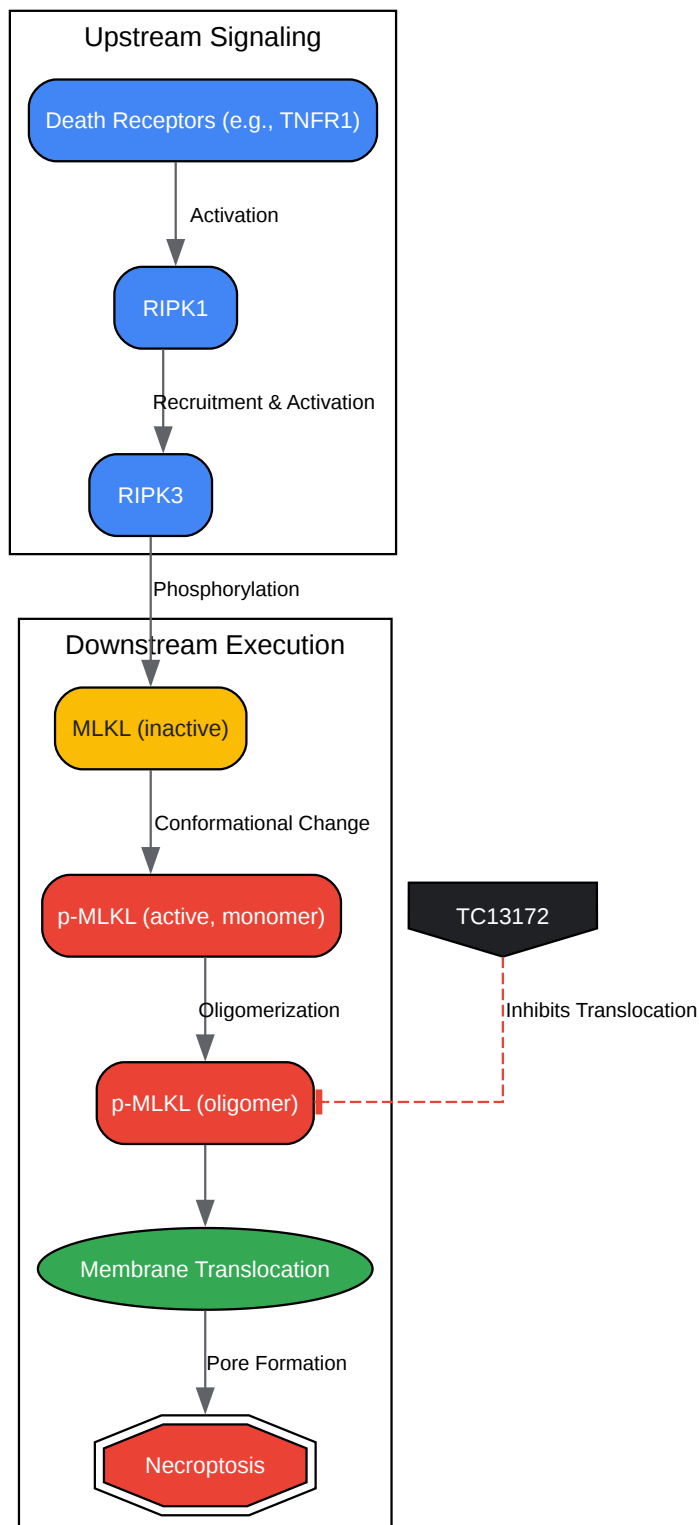 Upstream Signaling
Death Receptors (e.g., TNFR1)
Activation
RIPK1
Recruitment & Activation
RIPK3
Phosphorylation
Downstream Execution
MLKL (inactive)
Conformational Change
p-MLKL (active, monomer)
TC13172
Oligomerization
Inhibits Translocation
p-MLKL (oligomer)
Membrane Translocation
Pore Formation
Necroptosis